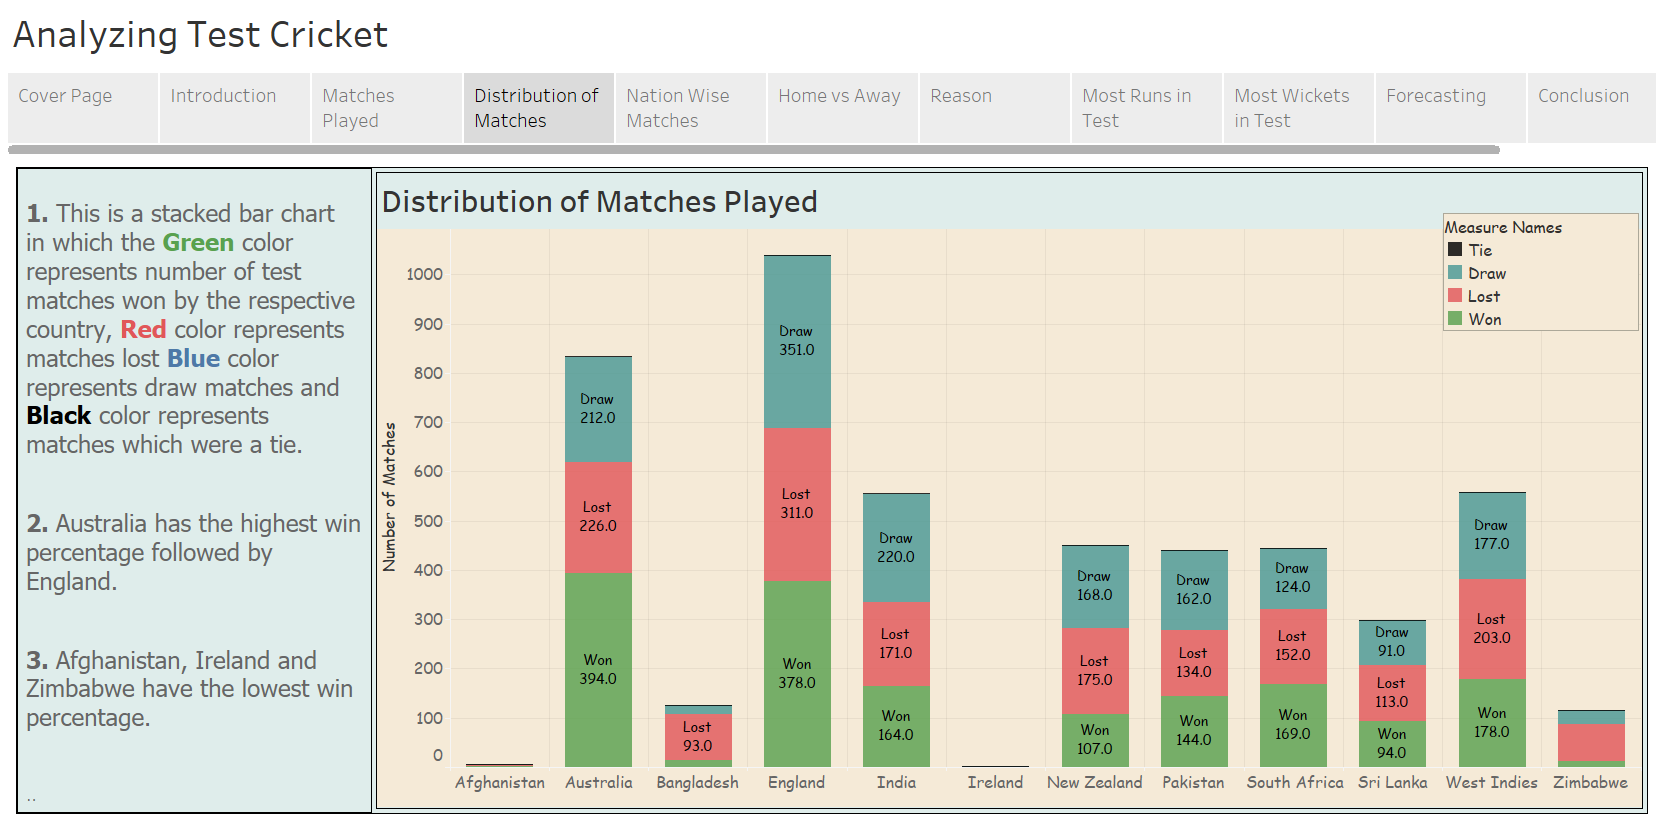 Analyzing Test Cricket
Cover Page
Introduction
Matches
Played
Distribution of
Matches
Nation Wise
Matches
Home vs Away
Reason
Most Runs in
Test
Most Wickets
in Test
Forecasting
Conclusion
1. This is a stacked bar chart
in which the Green color
represents number of test
matches won by the respective
country, Red color represents
matches lost Blue color
represents draw matches and
Black color represents
matches which were a tie.
2. Australia has the highest win
percentage followed by
England.
3. Afghanistan, Ireland and
Zimbabwe have the lowest win
percentage.
..
Distribution of Matches Played
Measure Names
Tie
Draw
Lost
Won
Number of Matches
1000
900
800
700
600
500
400
300
200
100
0
Draw
212.0
Lost
226.0
Won
394.0
Lost
93.0
Draw
351.0
Lost
311.0
Won
378.0
Draw
220.0
Lost
171.0
Won
164.0
Draw
168.0
Lost
175.0
Won
107.0
Draw
162.0
Lost
134.0
Won
144.0
Draw
124.0
Lost
152.0
Won
169.0
Draw
91.0
Lost
113.0
Won
94.0
Draw
177.0
Lost
203.0
Won
178.0
Afghanistan
Australia
Bangladesh
England
India
Ireland
New Zealand
Pakistan
South Africa
Sri Lanka
West Indies
Zimbabwe